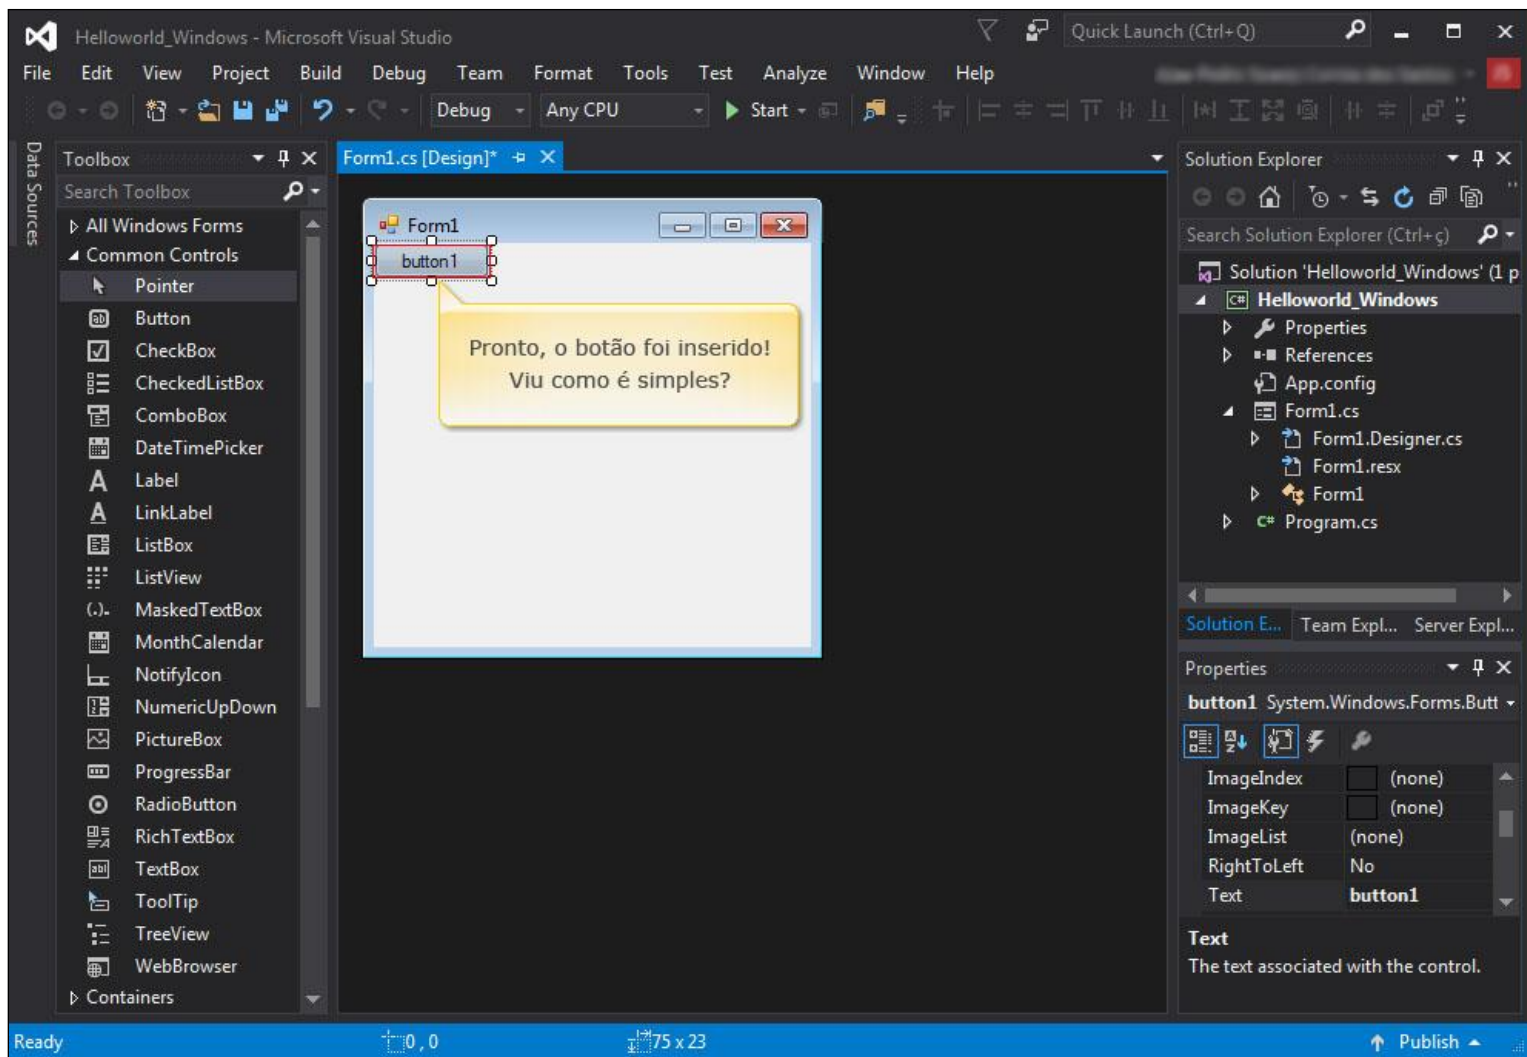 Helloworld_Windows - Microsoft Visual Studio
Quick Launch (Ctrl+Q)
File Edit View Project Build Debug Team Format Tools Test Analyze Window Help
Debug Any CPU Start
Data Sources
Toolbox
Search Toolbox
All Windows Forms
Common Controls
Pointer
Button
CheckBox
CheckedListBox
ComboBox
DateTimePicker
Label
LinkLabel
ListBox
ListView
MaskedTextBox
MonthCalendar
NotifyIcon
NumericUpDown
PictureBox
ProgressBar
RadioButton
RichTextBox
TextBox
ToolTip
TreeView
WebBrowser
Containers
Form1.cs [Design]*
Form1
button1
Pronto, o botão foi inserido!
Viu como é simples?
Solution Explorer
Search Solution Explorer (Ctrl+ç)
Solution 'Helloworld_Windows' (1 p
Helloworld_Windows
Properties
References
App.config
Form1.cs
Form1.Designer.cs
Form1.resx
Form1
C# Program.cs
Solution E... Team Expl... Server Expl...
Properties
button1 System.Windows.Forms.Butt
ImageIndex (none)
ImageKey (none)
ImageList (none)
RightToLeft No
Text button1
Text
The text associated with the control.
Ready 0 , 0 75 x 23 Publish